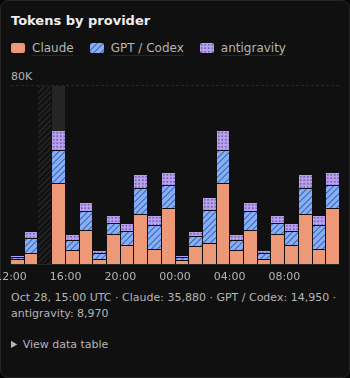 Tokens by provider
Claude GPT / Codex antigravity
80K
12:00 16:00 20:00 00:00 04:00 08:00
Oct 28, 15:00 UTC · Claude: 35,880 · GPT / Codex: 14,950 ·
antigravity: 8,970
▶ View data table